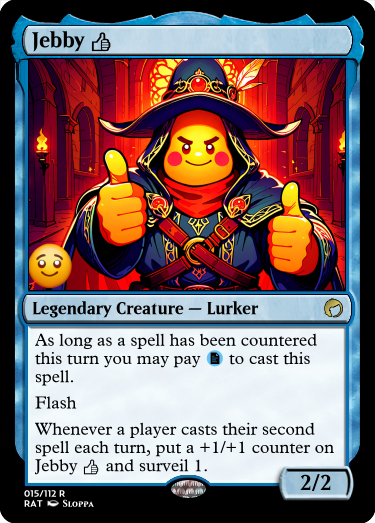 Jebby 👍
Legendary Creature — Lurker
As long as a spell has been countered
this turn you may pay to cast this
spell.
Flash
Whenever a player casts their second
spell each turn, put a +1/+1 counter on
Jebby 👍 and surveil 1.
2/2
015/112 R
RAT Sloppa